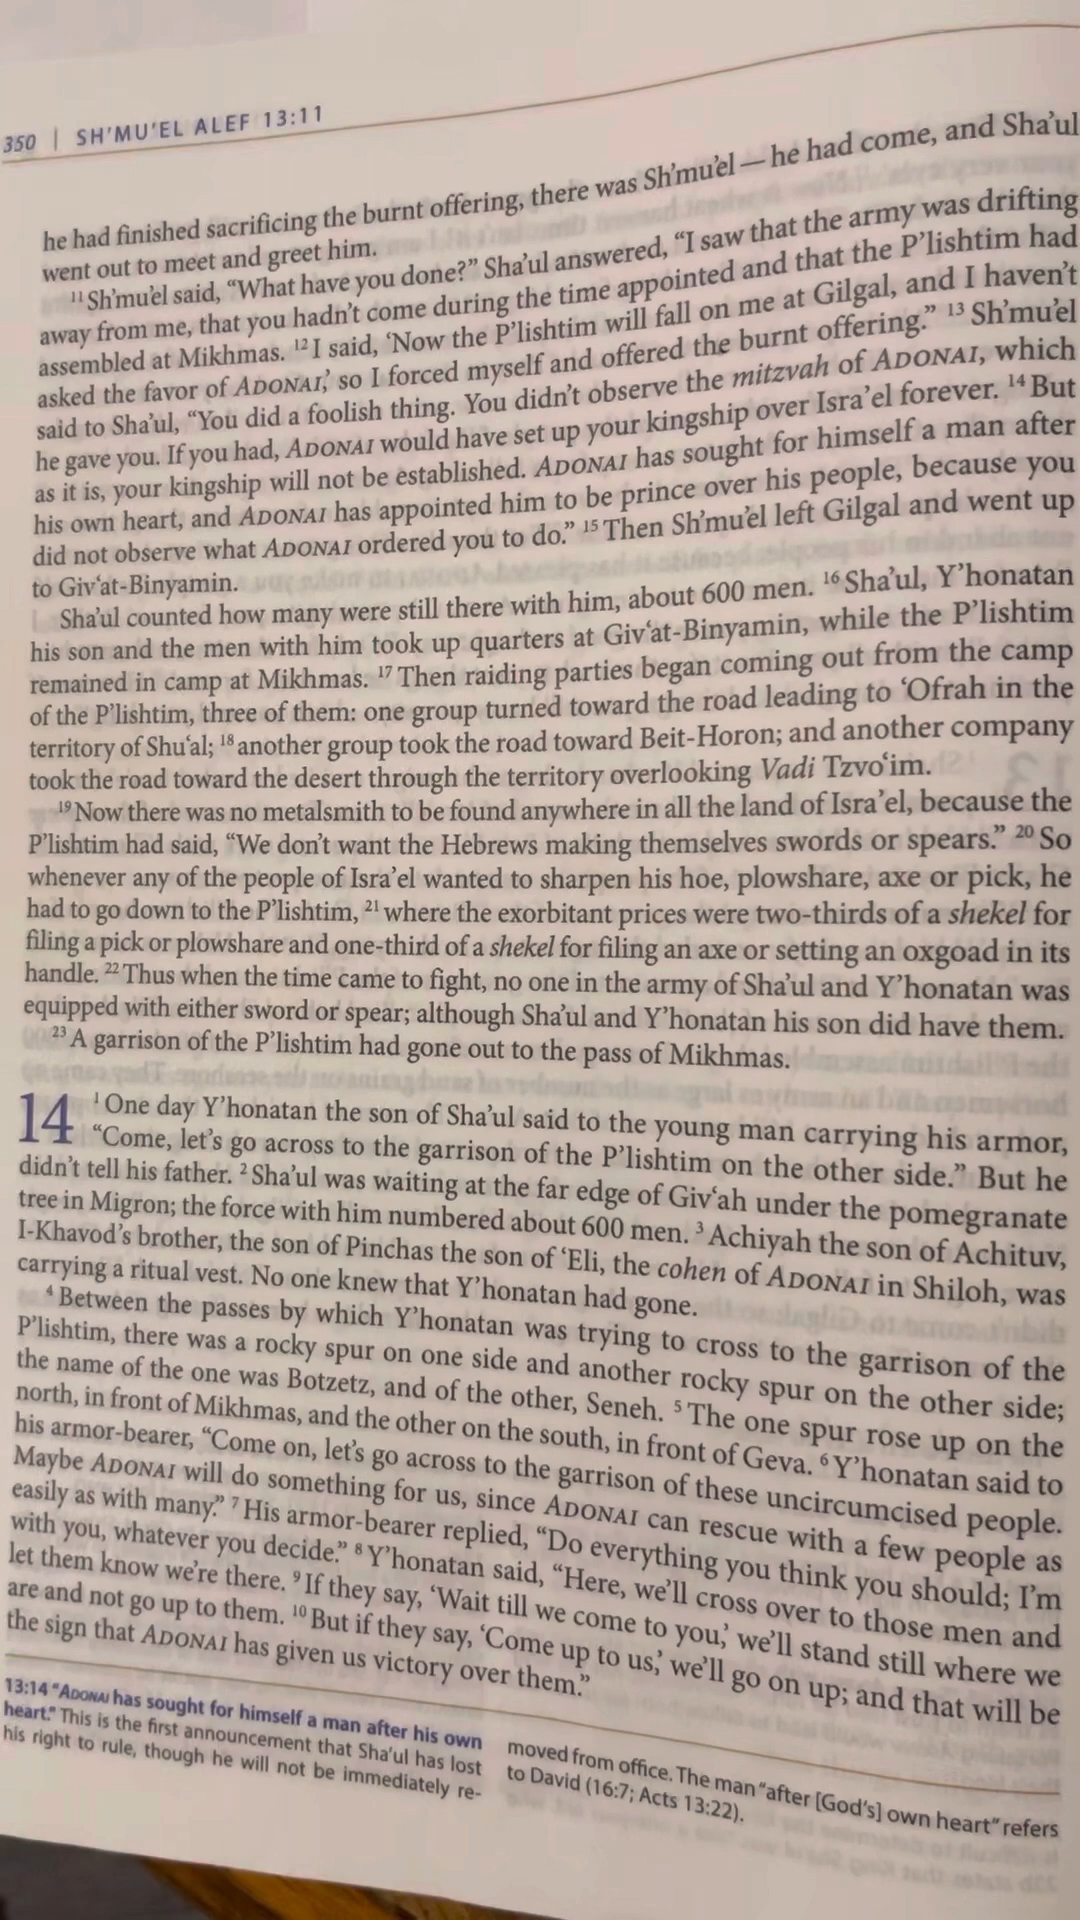 350 | SH'MU'EL ALEF 13:11
he had finished sacrificing the burnt offering, there was Sh'mu'el — he had come, and Sha'ul
went out to meet and greet him.
¹¹ Sh'mu'el said, “What have you done?” Sha'ul answered, “I saw that the army was drifting
away from me, that you hadn't come during the time appointed and that the P'lishtim had
assembled at Mikhmas. ¹² I said, ‘Now the P'lishtim will fall on me at Gilgal, and I haven't
asked the favor of ADONAI,’ so I forced myself and offered the burnt offering.” ¹³ Sh'mu'el
said to Sha'ul, “You did a foolish thing. You didn't observe the mitzvah of ADONAI, which
he gave you. If you had, ADONAI would have set up your kingship over Isra'el forever. ¹⁴ But
as it is, your kingship will not be established. ADONAI has sought for himself a man after
his own heart, and ADONAI has appointed him to be prince over his people, because you
did not observe what ADONAI ordered you to do.” ¹⁵ Then Sh'mu'el left Gilgal and went up
to Giv‘at-Binyamin.
Sha'ul counted how many were still there with him, about 600 men. ¹⁶ Sha'ul, Y'honatan
his son and the men with him took up quarters at Giv‘at-Binyamin, while the P'lishtim
remained in camp at Mikhmas. ¹⁷ Then raiding parties began coming out from the camp
of the P'lishtim, three of them: one group turned toward the road leading to ‘Ofrah in the
territory of Shu‘al; ¹⁸ another group took the road toward Beit-Horon; and another company
took the road toward the desert through the territory overlooking Vadi Tzvo‘im.
¹⁹ Now there was no metalsmith to be found anywhere in all the land of Isra'el, because the
P'lishtim had said, “We don't want the Hebrews making themselves swords or spears.” ²⁰ So
whenever any of the people of Isra'el wanted to sharpen his hoe, plowshare, axe or pick, he
had to go down to the P'lishtim, ²¹ where the exorbitant prices were two-thirds of a shekel for
filing a pick or plowshare and one-third of a shekel for filing an axe or setting an oxgoad in its
handle. ²² Thus when the time came to fight, no one in the army of Sha'ul and Y'honatan was
equipped with either sword or spear; although Sha'ul and Y'honatan his son did have them.
²³ A garrison of the P'lishtim had gone out to the pass of Mikhmas.
14 ¹ One day Y'honatan the son of Sha'ul said to the young man carrying his armor,
“Come, let's go across to the garrison of the P'lishtim on the other side.” But he
didn't tell his father. ² Sha'ul was waiting at the far edge of Giv‘ah under the pomegranate
tree in Migron; the force with him numbered about 600 men. ³ Achiyah the son of Achituv,
I-Khavod's brother, the son of Pinchas the son of ‘Eli, the cohen of ADONAI in Shiloh, was
carrying a ritual vest. No one knew that Y'honatan had gone.
⁴ Between the passes by which Y'honatan was trying to cross to the garrison of the
P'lishtim, there was a rocky spur on one side and another rocky spur on the other side;
the name of the one was Botzetz, and of the other, Seneh. ⁵ The one spur rose up on the
north, in front of Mikhmas, and the other on the south, in front of Geva. ⁶ Y'honatan said to
his armor-bearer, “Come on, let's go across to the garrison of these uncircumcised people.
Maybe ADONAI will do something for us, since ADONAI can rescue with a few people as
easily as with many.” ⁷ His armor-bearer replied, “Do everything you think you should; I'm
with you, whatever you decide.” ⁸ Y'honatan said, “Here, we'll cross over to those men and
let them know we're there. ⁹ If they say, ‘Wait till we come to you,’ we'll stand still where we
are and not go up to them. ¹⁰ But if they say, ‘Come up to us,’ we'll go on up; and that will be
the sign that ADONAI has given us victory over them.”
13:14 “ADONAI has sought for himself a man after his own
heart.” This is the first announcement that Sha'ul has lost
his right to rule, though he will not be immediately re-
moved from office. The man “after [God's] own heart” refers
to David (16:7; Acts 13:22).